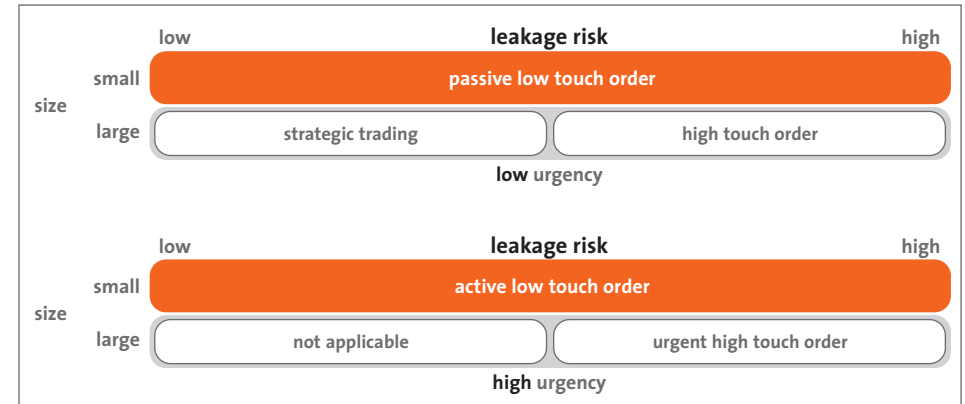 low leakage risk high
small passive low touch order
size
large strategic trading high touch order
low urgency
low leakage risk high
small active low touch order
size
large not applicable urgent high touch order
high urgency